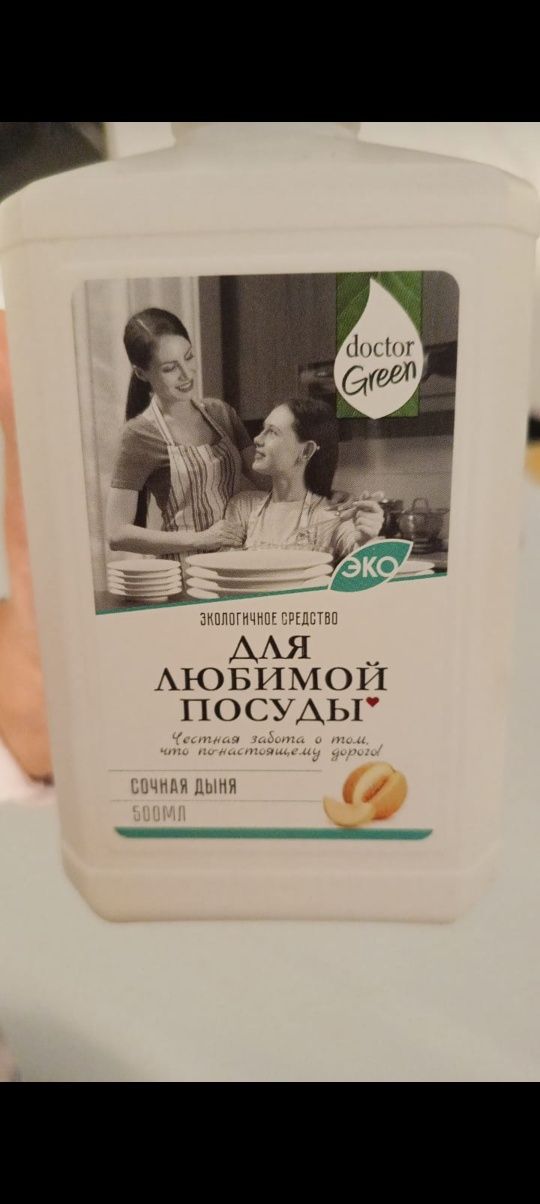 doctor
Green
ЭКО
ЭКОЛОГИЧНОЕ СРЕДСТВО
ДЛЯ
ЛЮБИМОЙ
ПОСУДЫ
Честная забота о том,
что по-настоящему дорого!
СОЧНАЯ ДЫНЯ
500МЛ